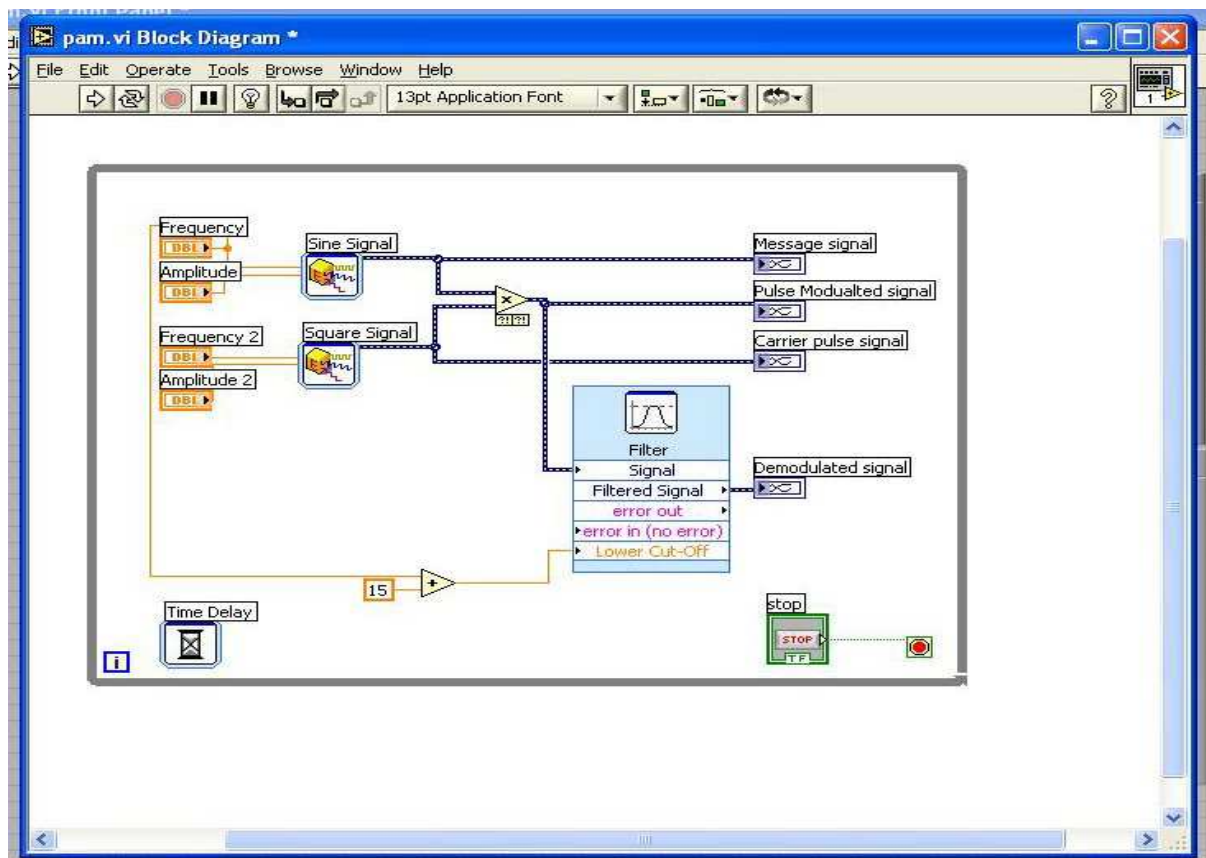 pam.vi Block Diagram *
File Edit Operate Tools Browse Window Help
13pt Application Font
1
Frequency
DBL
Sine Signal
Message signal
Amplitude
DBL
Pulse Modualted signal
Frequency 2
DBL
Square Signal
Carrier pulse signal
Amplitude 2
DBL
Filter
Signal
Demodulated signal
Filtered Signal
error out
error in (no error)
Lower Cut-Off
15
Time Delay
stop
STOP
TF
i